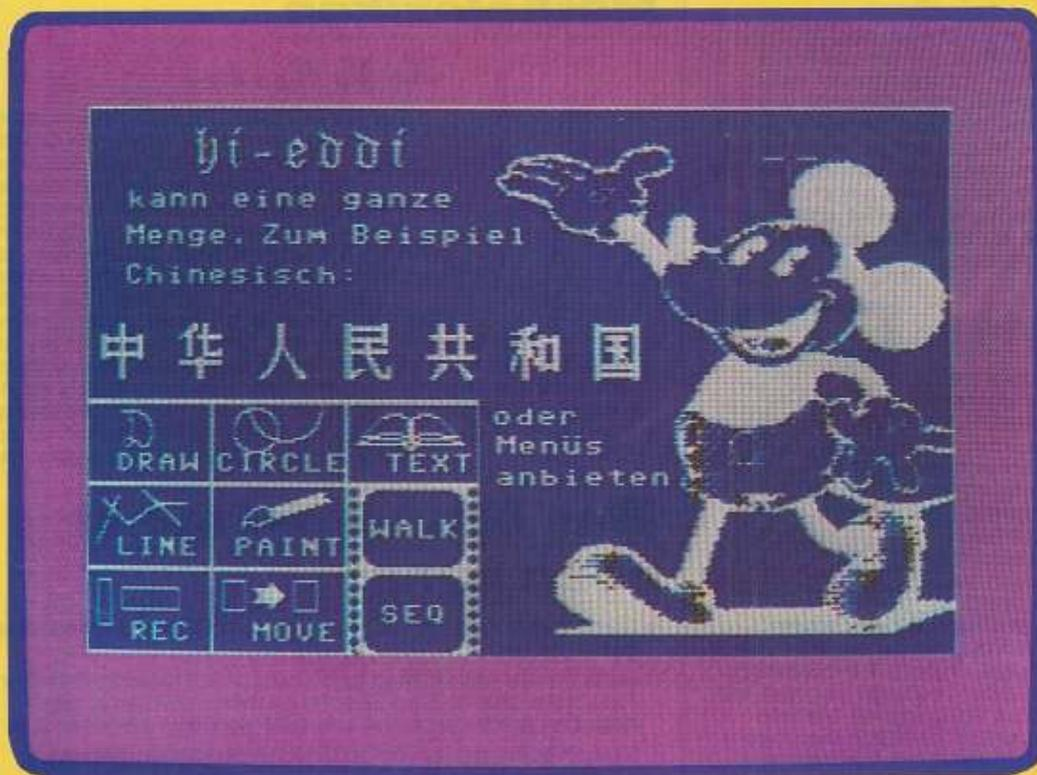 hi-eddi
kann eine ganze
Menge. Zum Beispiel
Chinesisch:
中华人民共和国
oder
Menüs
anbieten.
DRAW CIRCLE TEXT
LINE PAINT WALK
REC MOVE SEQ